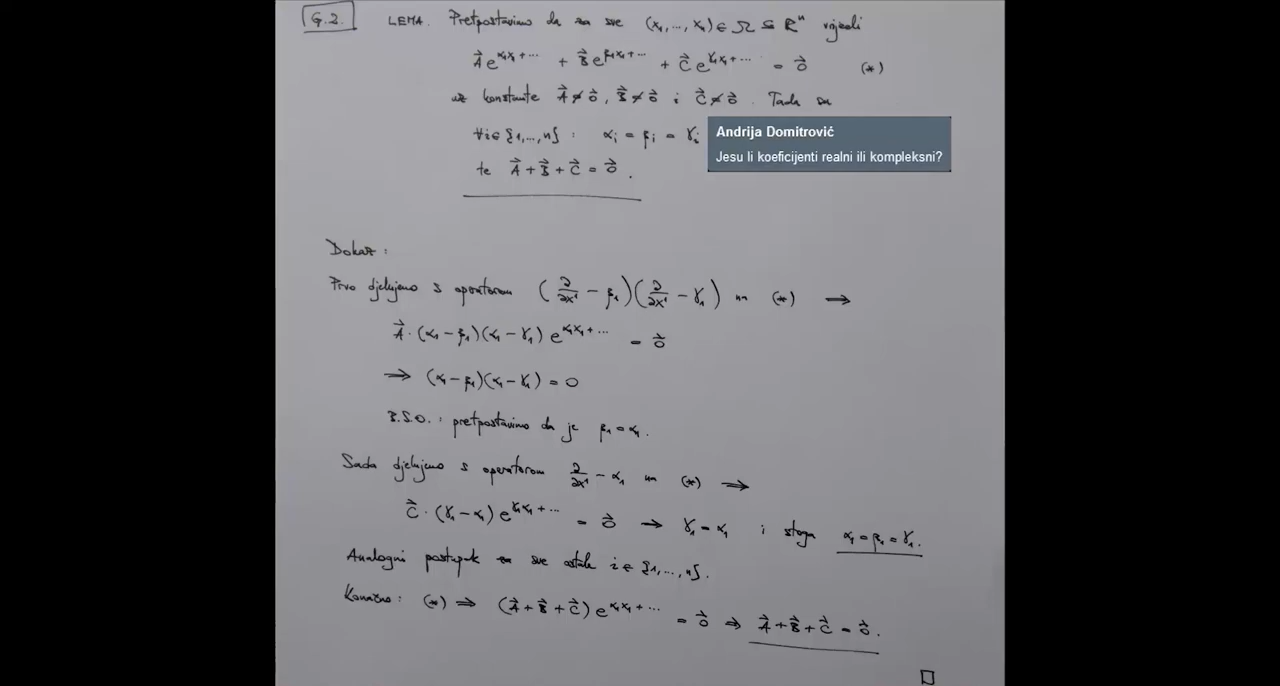 G.2. LEMA. Pretpostavimo da za sve (x₁,..., xₙ) ∈ Ω ⊆ ℝⁿ vrijedi
A⃗ e^{α₁x₁+...} + B⃗ e^{β₁x₁+...} + C⃗ e^{γ₁x₁+...} = 0⃗ (*)
uz konstante A⃗ ≠ 0⃗, B⃗ ≠ 0⃗ i C⃗ ≠ 0⃗. Tada su
∀i ∈ {1,..., n} : αᵢ = βᵢ = γᵢ
te A⃗ + B⃗ + C⃗ = 0⃗.
Andrija Domitrović
Jesu li koeficijenti realni ili kompleksni?
Dokaz :
Prvo djelujemo s operatorom (∂/∂x¹ - β₁)(∂/∂x¹ - γ₁) na (*) ⟹
A⃗ · (α₁ - β₁)(α₁ - γ₁) e^{α₁x₁+...} = 0⃗
⟹ (α₁ - β₁)(α₁ - γ₁) = 0
B.S.O. : pretpostavimo da je β₁ = α₁.
Sada djelujemo s operatorom ∂/∂x¹ - α₁ na (*) ⟹
C⃗ · (γ₁ - α₁) e^{γ₁x₁+...} = 0⃗ ⟹ γ₁ = α₁ i stoga α₁ = β₁ = γ₁.
Analogni postupak za sve ostale i ∈ {1,..., n}.
Konačno : (*) ⟹ (A⃗ + B⃗ + C⃗) e^{α₁x₁+...} = 0⃗ ⟹ A⃗ + B⃗ + C⃗ = 0⃗.